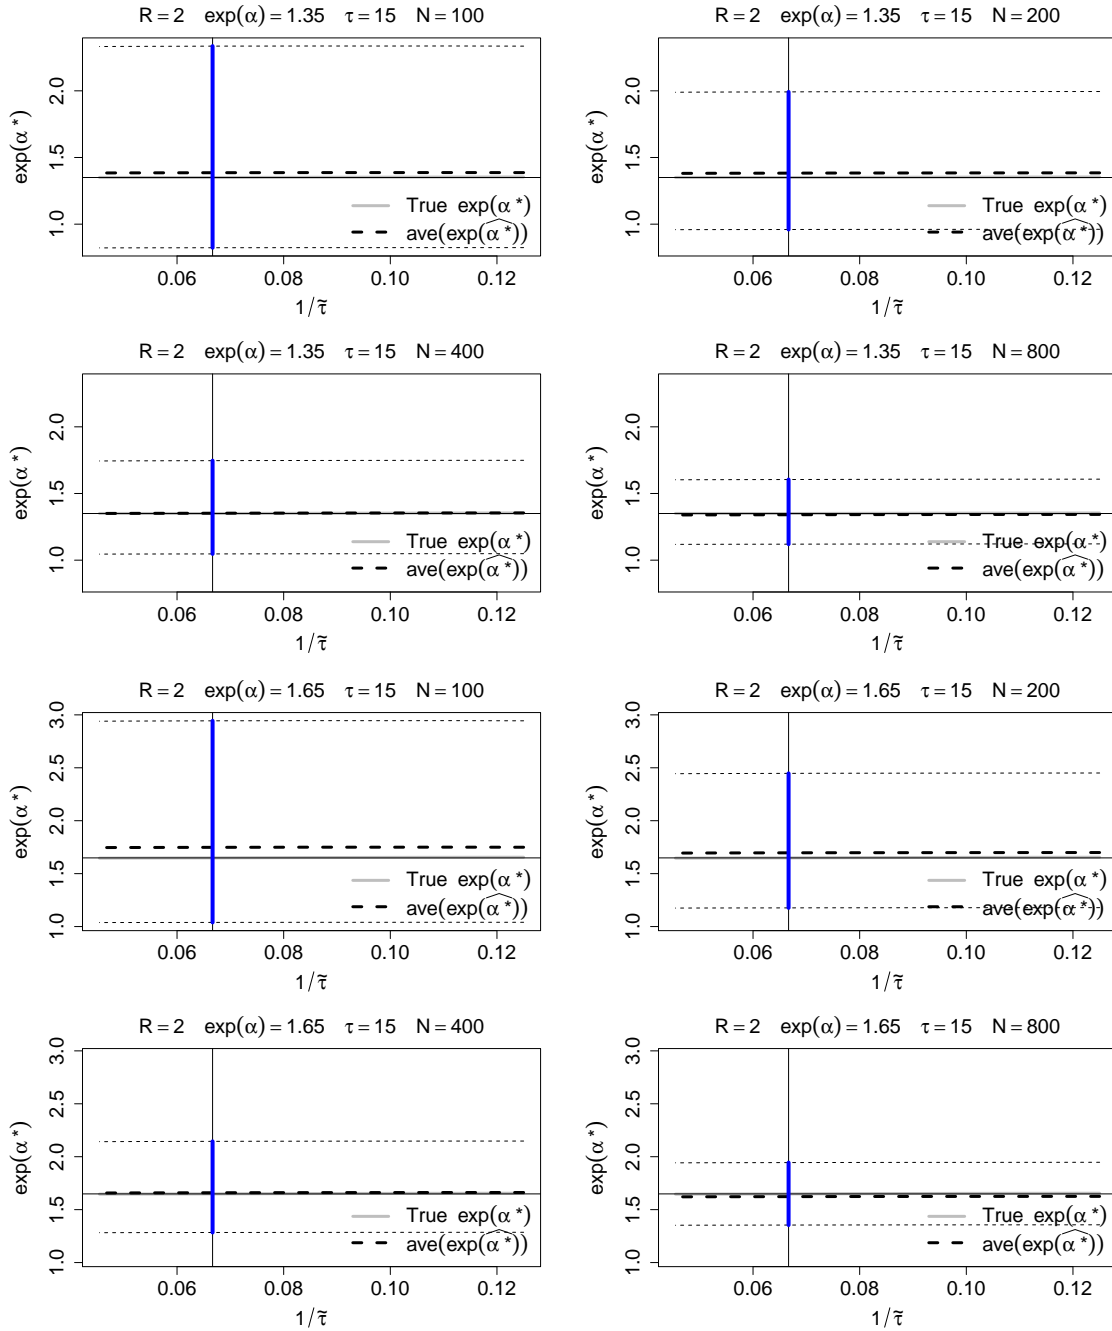 R = 2 exp(α) = 1.35 τ = 15 N = 100
exp(α*)
2.0
1.5
1.0
True exp(α*)
ave(exp(α̂*))
0.06 0.08 0.10 0.12
1/τ̃
R = 2 exp(α) = 1.35 τ = 15 N = 200
exp(α*)
2.0
1.5
1.0
True exp(α*)
ave(exp(α̂*))
0.06 0.08 0.10 0.12
1/τ̃
R = 2 exp(α) = 1.35 τ = 15 N = 400
exp(α*)
2.0
1.5
1.0
True exp(α*)
ave(exp(α̂*))
0.06 0.08 0.10 0.12
1/τ̃
R = 2 exp(α) = 1.35 τ = 15 N = 800
exp(α*)
2.0
1.5
1.0
True exp(α*)
ave(exp(α̂*))
0.06 0.08 0.10 0.12
1/τ̃
R = 2 exp(α) = 1.65 τ = 15 N = 100
exp(α*)
3.0
2.5
2.0
1.5
1.0
True exp(α*)
ave(exp(α̂*))
0.06 0.08 0.10 0.12
1/τ̃
R = 2 exp(α) = 1.65 τ = 15 N = 200
exp(α*)
3.0
2.5
2.0
1.5
1.0
True exp(α*)
ave(exp(α̂*))
0.06 0.08 0.10 0.12
1/τ̃
R = 2 exp(α) = 1.65 τ = 15 N = 400
exp(α*)
3.0
2.5
2.0
1.5
1.0
True exp(α*)
ave(exp(α̂*))
0.06 0.08 0.10 0.12
1/τ̃
R = 2 exp(α) = 1.65 τ = 15 N = 800
exp(α*)
3.0
2.5
2.0
1.5
1.0
True exp(α*)
ave(exp(α̂*))
0.06 0.08 0.10 0.12
1/τ̃